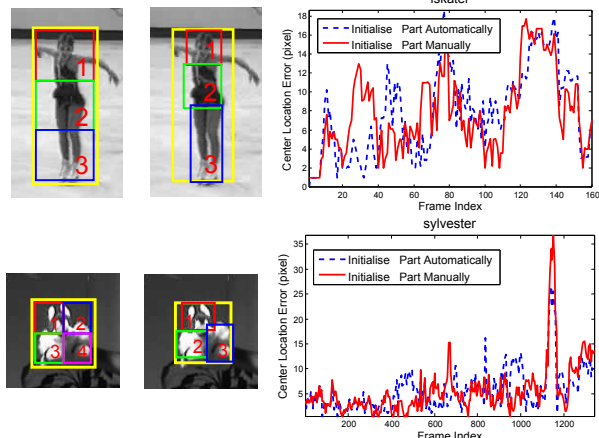 iskater
1
2
3
1
2
3
Center Location Error (pixel)
18
16
14
12
10
8
6
4
2
0
Initialise Part Automatically
Initialise Part Manually
20 40 60 80 100 120 140 160
Frame Index
1
2
3
4
1
2
3
sylvester
Center Location Error (pixel)
35
30
25
20
15
10
5
Initialise Part Automatically
Initialise Part Manually
200 400 600 800 1000 1200
Frame Index